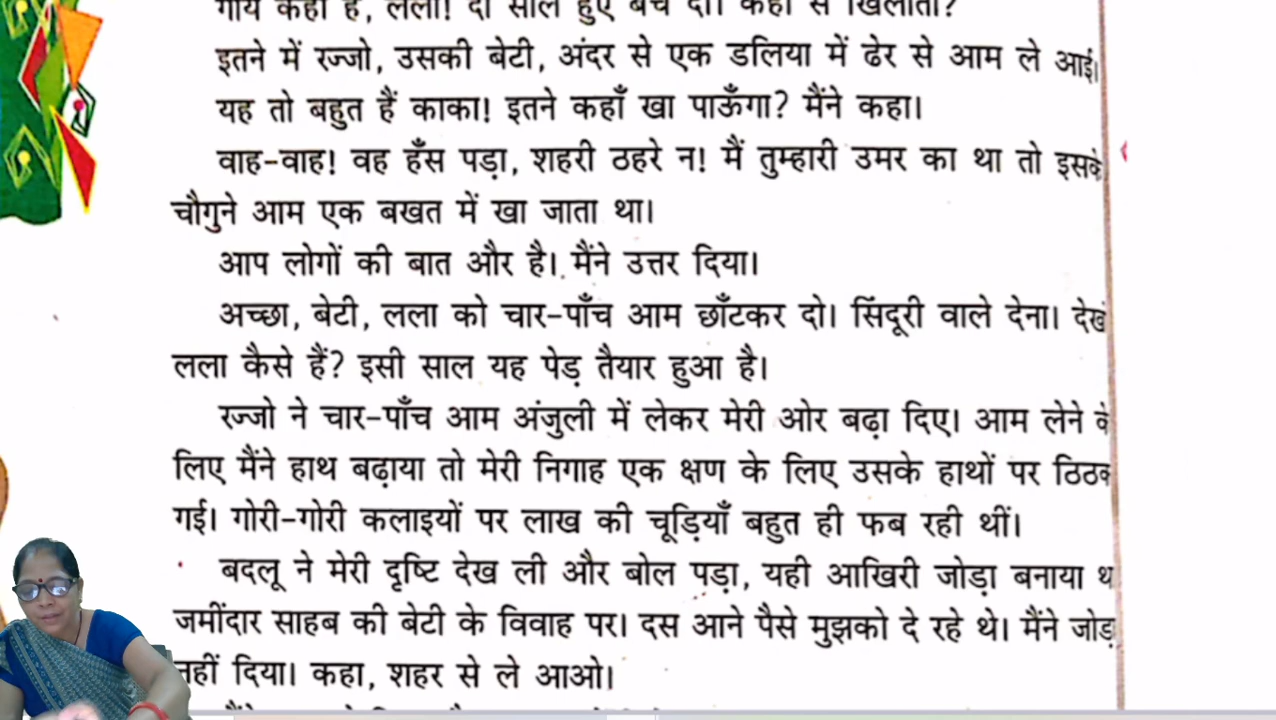 गाय कहाँ है, लला! दो साल हुए बेच दी। कहाँ से खिलाता?
इतने में रज्जो, उसकी बेटी, अंदर से एक डलिया में ढेर से आम ले आई।
यह तो बहुत हैं काका! इतने कहाँ खा पाऊँगा? मैंने कहा।
वाह-वाह! वह हँस पड़ा, शहरी ठहरे न! मैं तुम्हारी उमर का था तो इसके
चौगुने आम एक बखत में खा जाता था।
आप लोगों की बात और है। मैंने उत्तर दिया।
अच्छा, बेटी, लला को चार-पाँच आम छाँटकर दो। सिंदूरी वाले देना। देखो
लला कैसे हैं? इसी साल यह पेड़ तैयार हुआ है।
रज्जो ने चार-पाँच आम अंजुली में लेकर मेरी ओर बढ़ा दिए। आम लेने के
लिए मैंने हाथ बढ़ाया तो मेरी निगाह एक क्षण के लिए उसके हाथों पर ठिठक
गई। गोरी-गोरी कलाइयों पर लाख की चूड़ियाँ बहुत ही फब रही थीं।
बदलू ने मेरी दृष्टि देख ली और बोल पड़ा, यही आखिरी जोड़ा बनाया था
जमींदार साहब की बेटी के विवाह पर। दस आने पैसे मुझको दे रहे थे। मैंने जोड़ा
नहीं दिया। कहा, शहर से ले आओ।